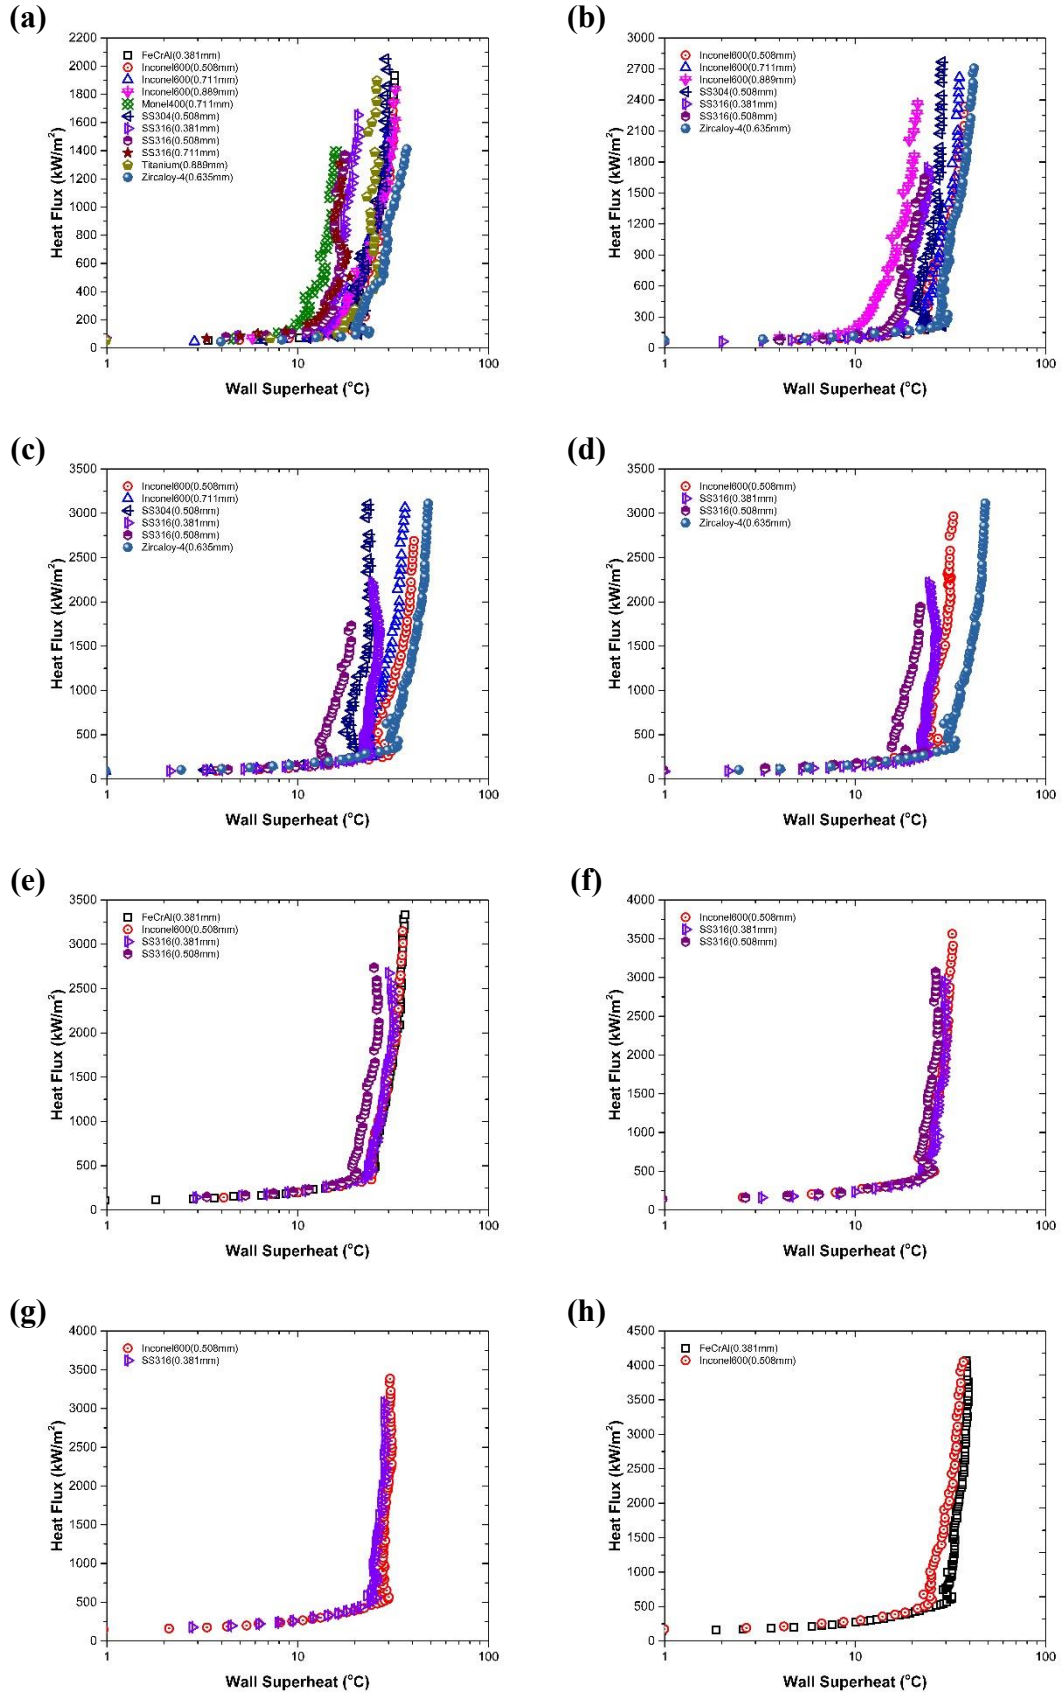 (a)
2200
2000
1800
1600
1400
1200
1000
800
600
400
200
0
FeCrAl(0.381mm)
Inconel600(0.508mm)
Inconel600(0.711mm)
Inconel600(0.889mm)
Monel400(0.711mm)
SS304(0.508mm)
SS316(0.381mm)
SS316(0.508mm)
SS316(0.711mm)
Titanium(0.889mm)
Zircaloy-4(0.635mm)
Heat Flux (kW/m²)
1 10 100
Wall Superheat (°C)
(b)
3000
2700
2400
2100
1800
1500
1200
900
600
300
0
Inconel600(0.508mm)
Inconel600(0.711mm)
Inconel600(0.889mm)
SS304(0.508mm)
SS316(0.381mm)
SS316(0.508mm)
Zircaloy-4(0.635mm)
Heat Flux (kW/m²)
1 10 100
Wall Superheat (°C)
(c)
3500
3000
2500
2000
1500
1000
500
0
Inconel600(0.508mm)
Inconel600(0.711mm)
SS304(0.508mm)
SS316(0.381mm)
SS316(0.508mm)
Zircaloy-4(0.635mm)
Heat Flux (kW/m²)
1 10 100
Wall Superheat (°C)
(d)
3500
3000
2500
2000
1500
1000
500
0
Inconel600(0.508mm)
SS316(0.381mm)
SS316(0.508mm)
Zircaloy-4(0.635mm)
Heat Flux (kW/m²)
1 10 100
Wall Superheat (°C)
(e)
3500
3000
2500
2000
1500
1000
500
0
FeCrAl(0.381mm)
Inconel600(0.508mm)
SS316(0.381mm)
SS316(0.508mm)
Heat Flux (kW/m²)
1 10 100
Wall Superheat (°C)
(f)
4000
3500
3000
2500
2000
1500
1000
500
0
Inconel600(0.508mm)
SS316(0.381mm)
SS316(0.508mm)
Heat Flux (kW/m²)
1 10 100
Wall Superheat (°C)
(g)
4000
3500
3000
2500
2000
1500
1000
500
0
Inconel600(0.508mm)
SS316(0.381mm)
Heat Flux (kW/m²)
1 10 100
Wall Superheat (°C)
(h)
4500
4000
3500
3000
2500
2000
1500
1000
500
0
FeCrAl(0.381mm)
Inconel600(0.508mm)
Heat Flux (kW/m²)
1 10 100
Wall Superheat (°C)